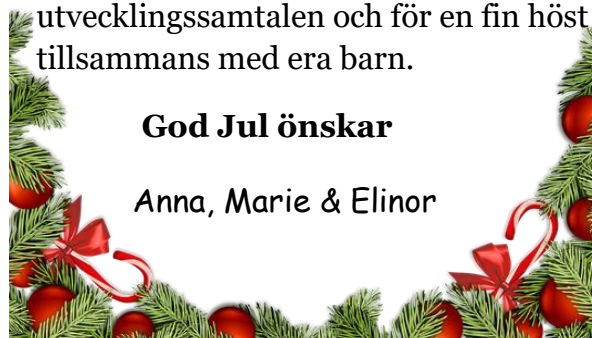 utvecklingssamtalen och för en fin höst
tillsammans med era barn.
God Jul önskar
Anna, Marie & Elinor